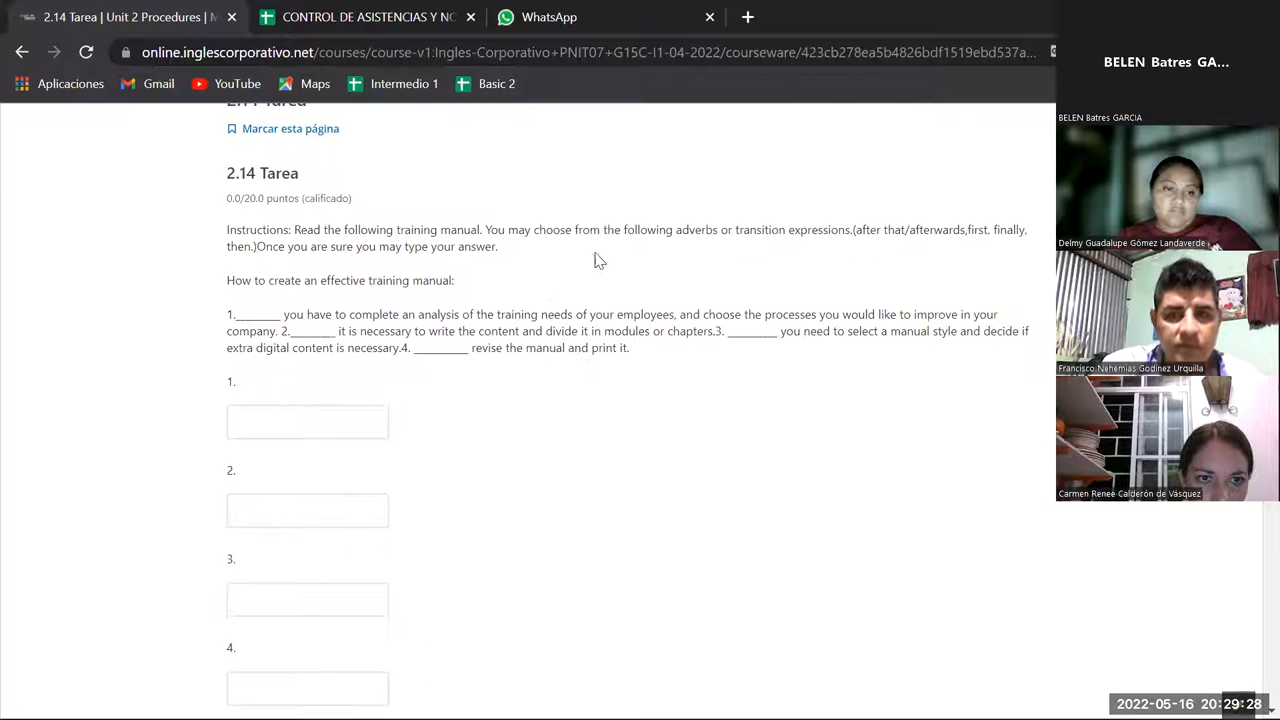 2.14 Tarea | Unit 2 Procedures | M
CONTROL DE ASISTENCIAS Y NO
WhatsApp
online.inglescorporativo.net/courses/course-v1:Ingles-Corporativo+PNIT07+G15C-I1-04-2022/courseware/423cb278ea5b4826bdf1519ebd537a...
Aplicaciones
Gmail
YouTube
Maps
Intermedio 1
Basic 2
BELEN Batres GA...
BELEN Batres GARCIA
2.14 Tarea
Marcar esta página
2.14 Tarea
0.0/20.0 puntos (calificado)
Instructions: Read the following training manual. You may choose from the following adverbs or transition expressions.(after that/afterwards,first. finally.
then.)Once you are sure you may type your answer.
How to create an effective training manual:
1.________ you have to complete an analysis of the training needs of your employees, and choose the processes you would like to improve in your
company. 2.________ it is necessary to write the content and divide it in modules or chapters.3. _________ you need to select a manual style and decide if
extra digital content is necessary.4. __________ revise the manual and print it.
1.
2.
3.
4.
Delmy Guadalupe Gómez Landaverde
Francisco Nehemias Godinez Urquilla
Carmen Renee Calderón de Vásquez
2022-05-16 20:29:28